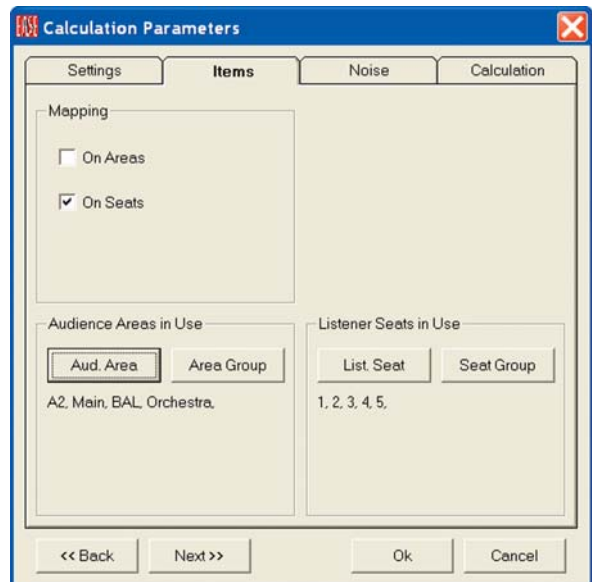 EASE Calculation Parameters
Settings Items Noise Calculation
Mapping
On Areas
On Seats
Audience Areas in Use
Aud. Area Area Group
A2, Main, BAL, Orchestra,
Listener Seats in Use
List. Seat Seat Group
1, 2, 3, 4, 5,
<< Back Next >> Ok Cancel